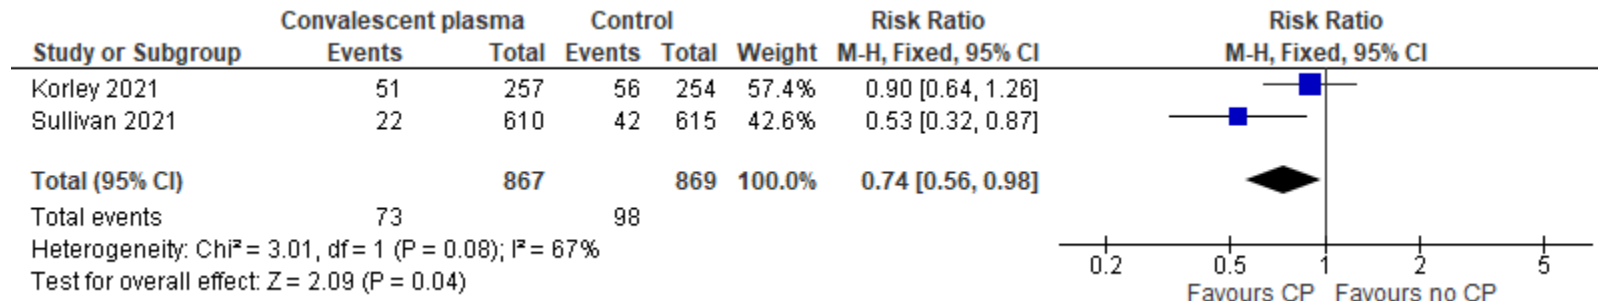 Convalescent plasma Control Risk Ratio Risk Ratio
Study or Subgroup Events Total Events Total Weight M-H, Fixed, 95% CI M-H, Fixed, 95% CI
Korley 2021 51 257 56 254 57.4% 0.90 [0.64, 1.26]
Sullivan 2021 22 610 42 615 42.6% 0.53 [0.32, 0.87]
Total (95% CI) 867 869 100.0% 0.74 [0.56, 0.98]
Total events 73 98
Heterogeneity: Chi² = 3.01, df = 1 (P = 0.08); I² = 67%
Test for overall effect: Z = 2.09 (P = 0.04)
0.2 0.5 1 2 5
Favours CP Favours no CP